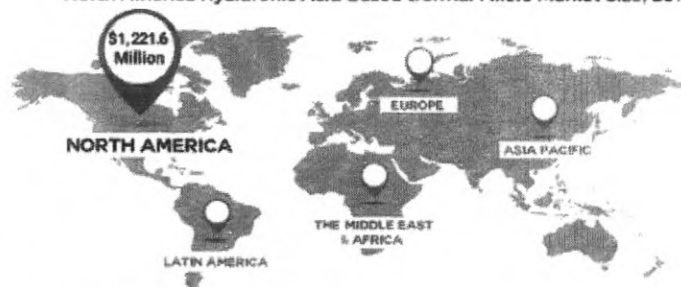 North America Hyaluronic Acid Based Dermal Fillers Market Size,
$1,221.6
Million
EUROPE
NORTH AMERICA
ASIA PACIFIC
THE MIDDLE EAST
& AFRICA
LATIN AMERICA